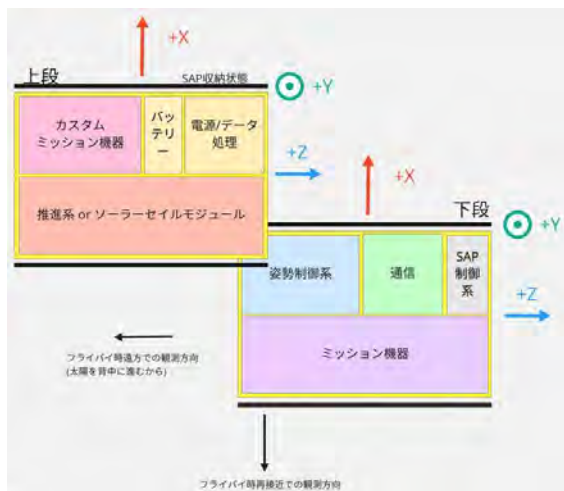 +X
上段
SAP収納状態
+Y
カスタム
ミッション機器
バッ
テリ
ー
電源/データ
処理
+Z
推進系 or ソーラーセイルモジュール
+X
下段
+Y
姿勢制御系
通信
SAP
制御
系
+Z
ミッション機器
フライバイ時遠方での観測方向
(太陽を背中に進むから)
フライバイ時再接近での観測方向